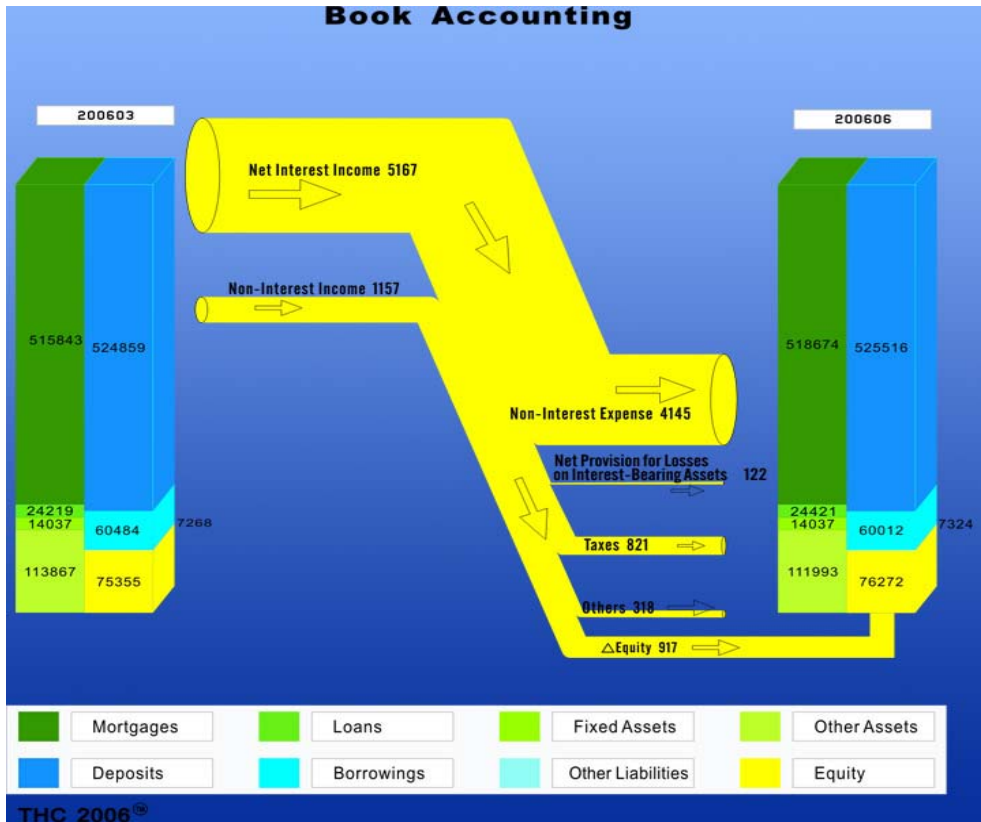 Book Accounting
200603
200606
Net Interest Income 5167
Non-Interest Income 1157
515843
524859
518674
525516
Non-Interest Expense 4145
Net Provision for Losses
on Interest-Bearing Assets 122
24219
14037
60484
7268
24421
14037
60012
7324
Taxes 821
113867
75355
111993
76272
Others 318
△Equity 917
Mortgages
Loans
Fixed Assets
Other Assets
Deposits
Borrowings
Other Liabilities
Equity
THC 2006